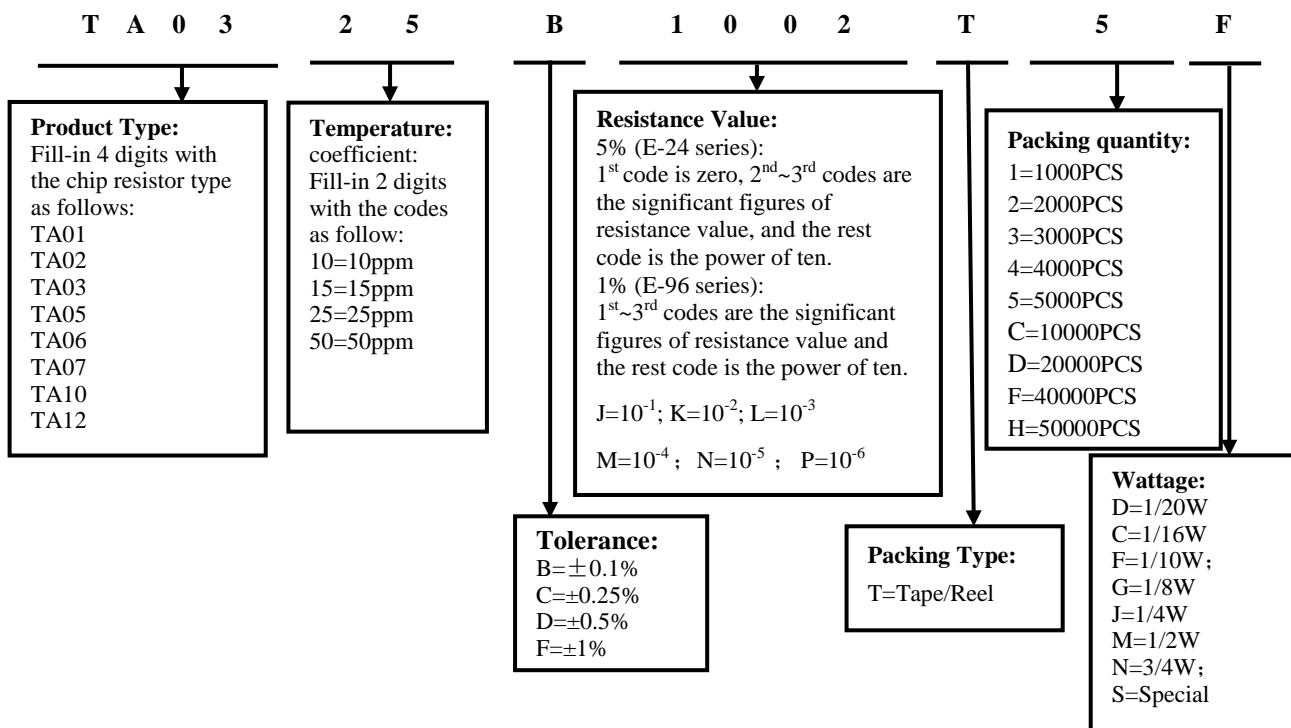 T A 0 3 2 5 B 1 0 0 2 T 5 F
Product Type:
Fill-in 4 digits with
the chip resistor type
as follows:
TA01
TA02
TA03
TA05
TA06
TA07
TA10
TA12
Temperature:
coefficient:
Fill-in 2 digits
with the codes
as follow:
10=10ppm
15=15ppm
25=25ppm
50=50ppm
Resistance Value:
5% (E-24 series):
1st code is zero, 2nd~3rd codes are
the significant figures of
resistance value, and the rest
code is the power of ten.
1% (E-96 series):
1st~3rd codes are the significant
figures of resistance value and
the rest code is the power of ten.
J=10-1; K=10-2; L=10-3
M=10-4； N=10-5 ； P=10-6
Packing quantity:
1=1000PCS
2=2000PCS
3=3000PCS
4=4000PCS
5=5000PCS
C=10000PCS
D=20000PCS
F=40000PCS
H=50000PCS
Tolerance:
B=±0.1%
C=±0.25%
D=±0.5%
F=±1%
Packing Type:
T=Tape/Reel
Wattage:
D=1/20W
C=1/16W
F=1/10W；
G=1/8W
J=1/4W
M=1/2W
N=3/4W；
S=Special